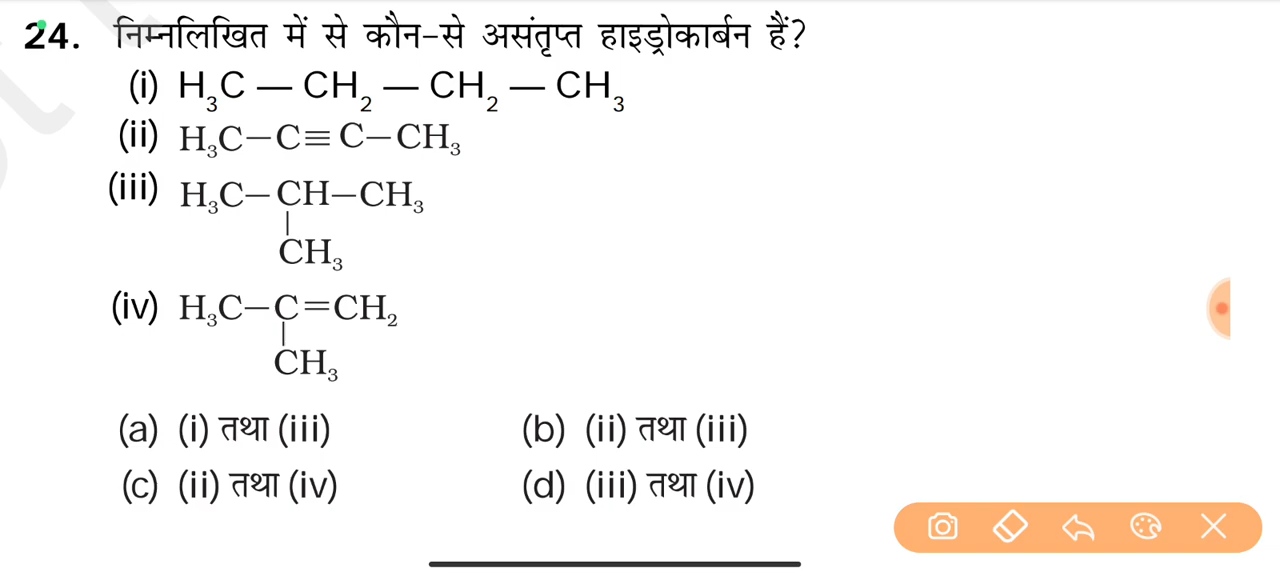 24. निम्नलिखित में से कौन-से असंतृप्त हाइड्रोकार्बन हैं?
(i) H₃C — CH₂ — CH₂ — CH₃
(ii) H₃C−C≡C−CH₃
(iii) H₃C−CH−CH₃
|
CH₃
(iv) H₃C−C=CH₂
|
CH₃
(a) (i) तथा (iii) (b) (ii) तथा (iii)
(c) (ii) तथा (iv) (d) (iii) तथा (iv)